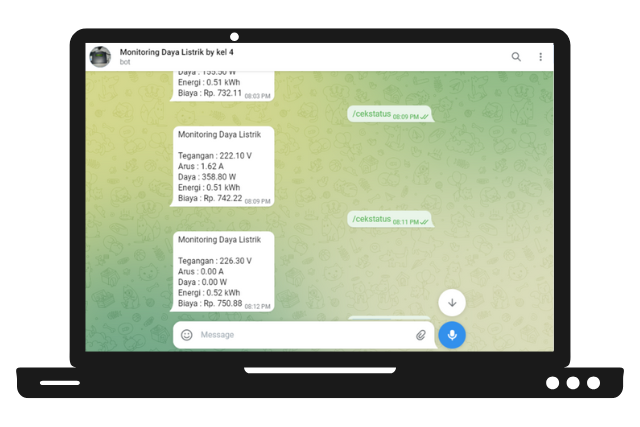 Monitoring Daya Listrik by kel 4
bot
Daya : 155.50 W
Energi : 0.51 kWh
Biaya : Rp. 732.11 08:03 PM
/cekstatus 08:09 PM
Monitoring Daya Listrik
Tegangan : 222.10 V
Arus : 1.62 A
Daya : 358.80 W
Energi : 0.51 kWh
Biaya : Rp. 742.22 08:09 PM
/cekstatus 08:11 PM
Monitoring Daya Listrik
Tegangan : 226.30 V
Arus : 0.00 A
Daya : 0.00 W
Energi : 0.52 kWh
Biaya : Rp. 750.88 08:12 PM
Message